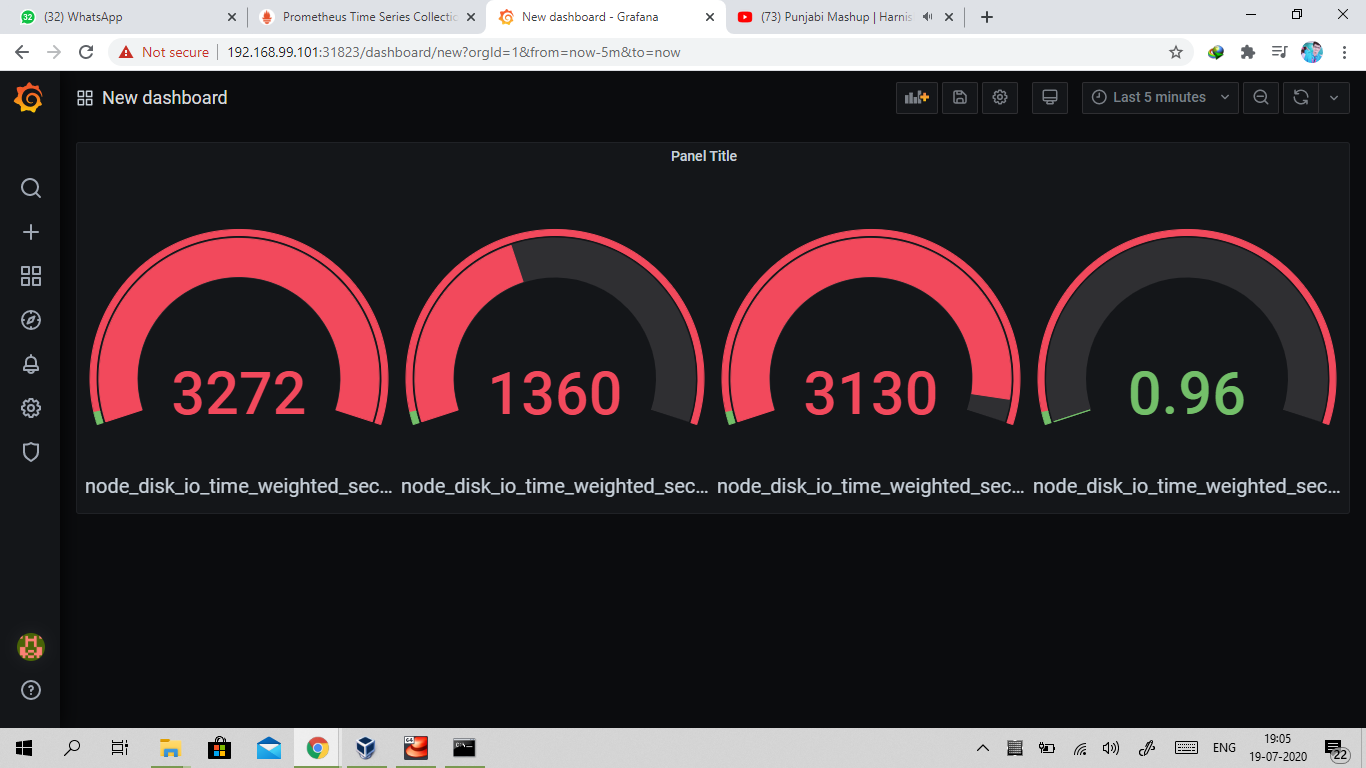 (32) WhatsApp
Prometheus Time Series Collectio
New dashboard - Grafana
(73) Punjabi Mashup | Harnis
Not secure
192.168.99.101:31823/dashboard/new?orgId=1&from=now-5m&to=now
New dashboard
Last 5 minutes
Panel Title
3272
1360
3130
0.96
node_disk_io_time_weighted_sec...
node_disk_io_time_weighted_sec...
node_disk_io_time_weighted_sec...
node_disk_io_time_weighted_sec...
ENG
19:05
19-07-2020
22